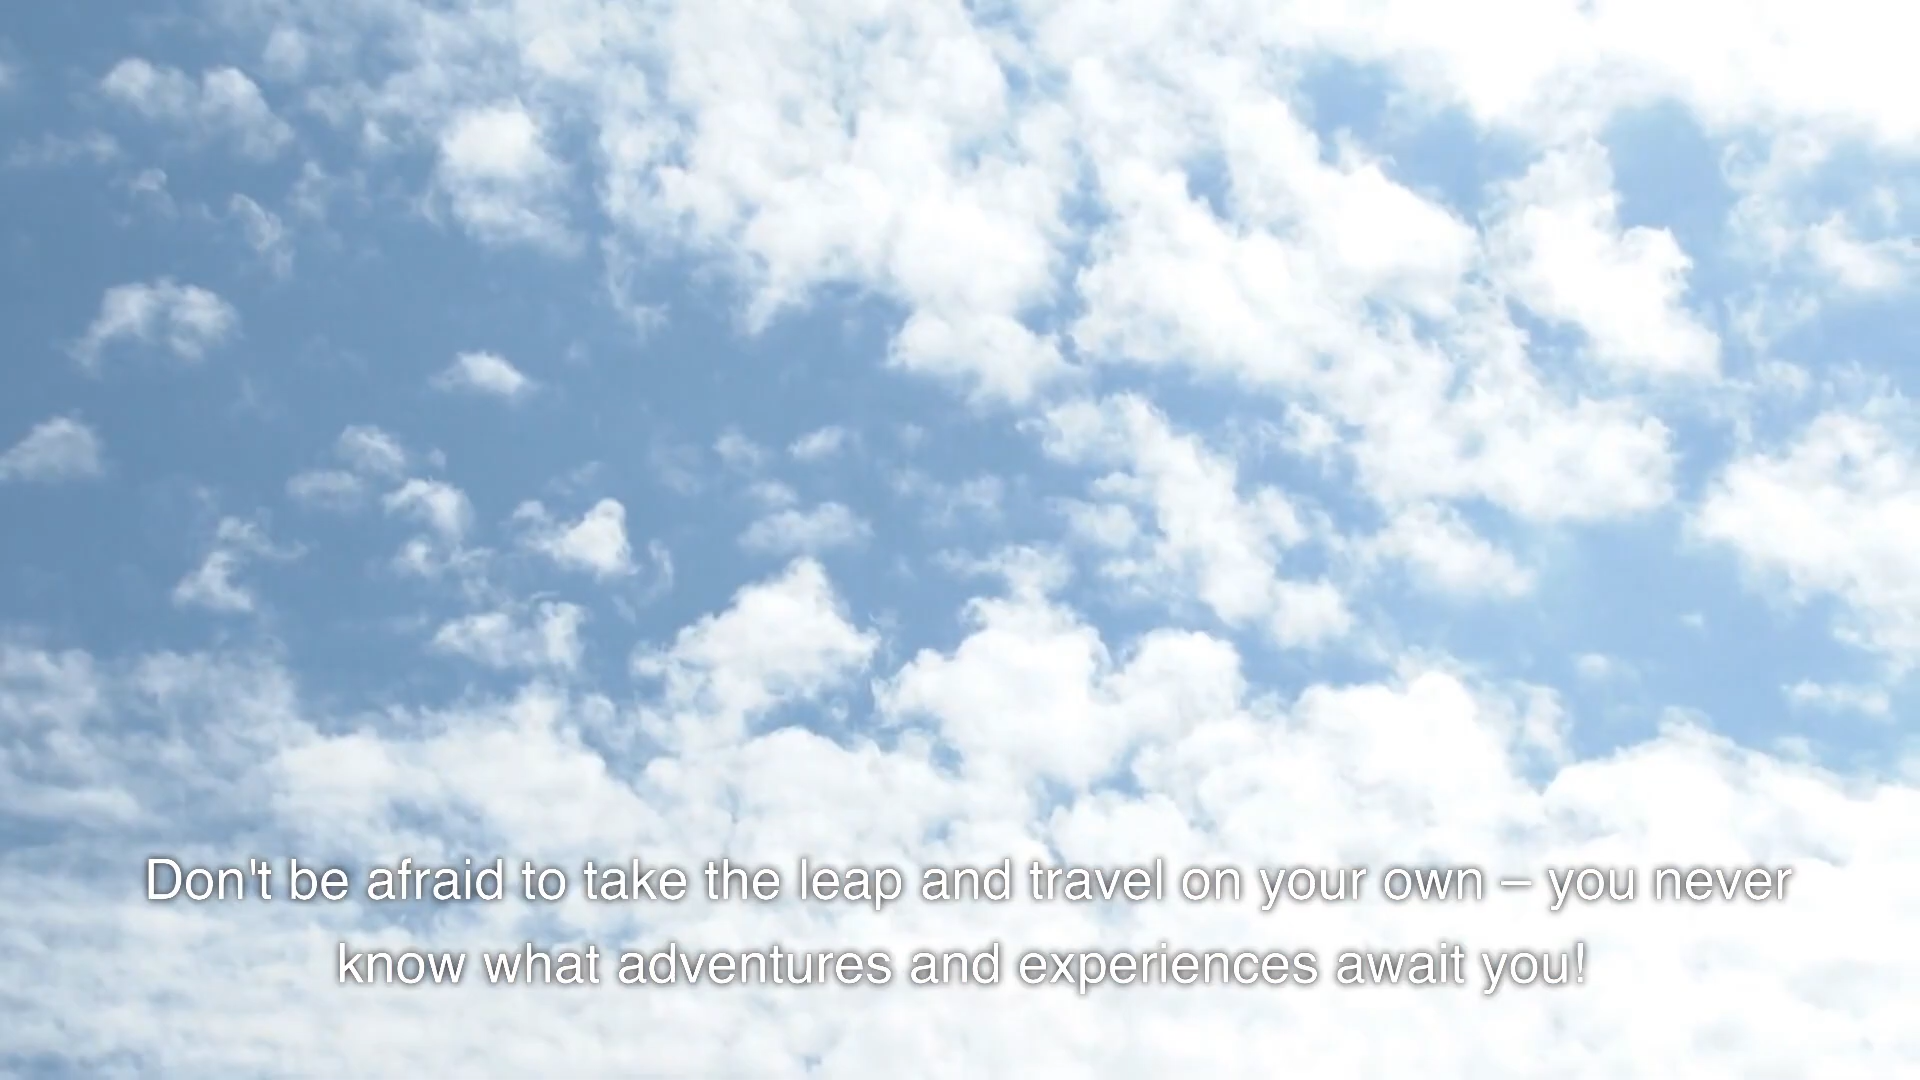 Don't be afraid to take the leap and travel on your own – you never
know what adventures and experiences await you!